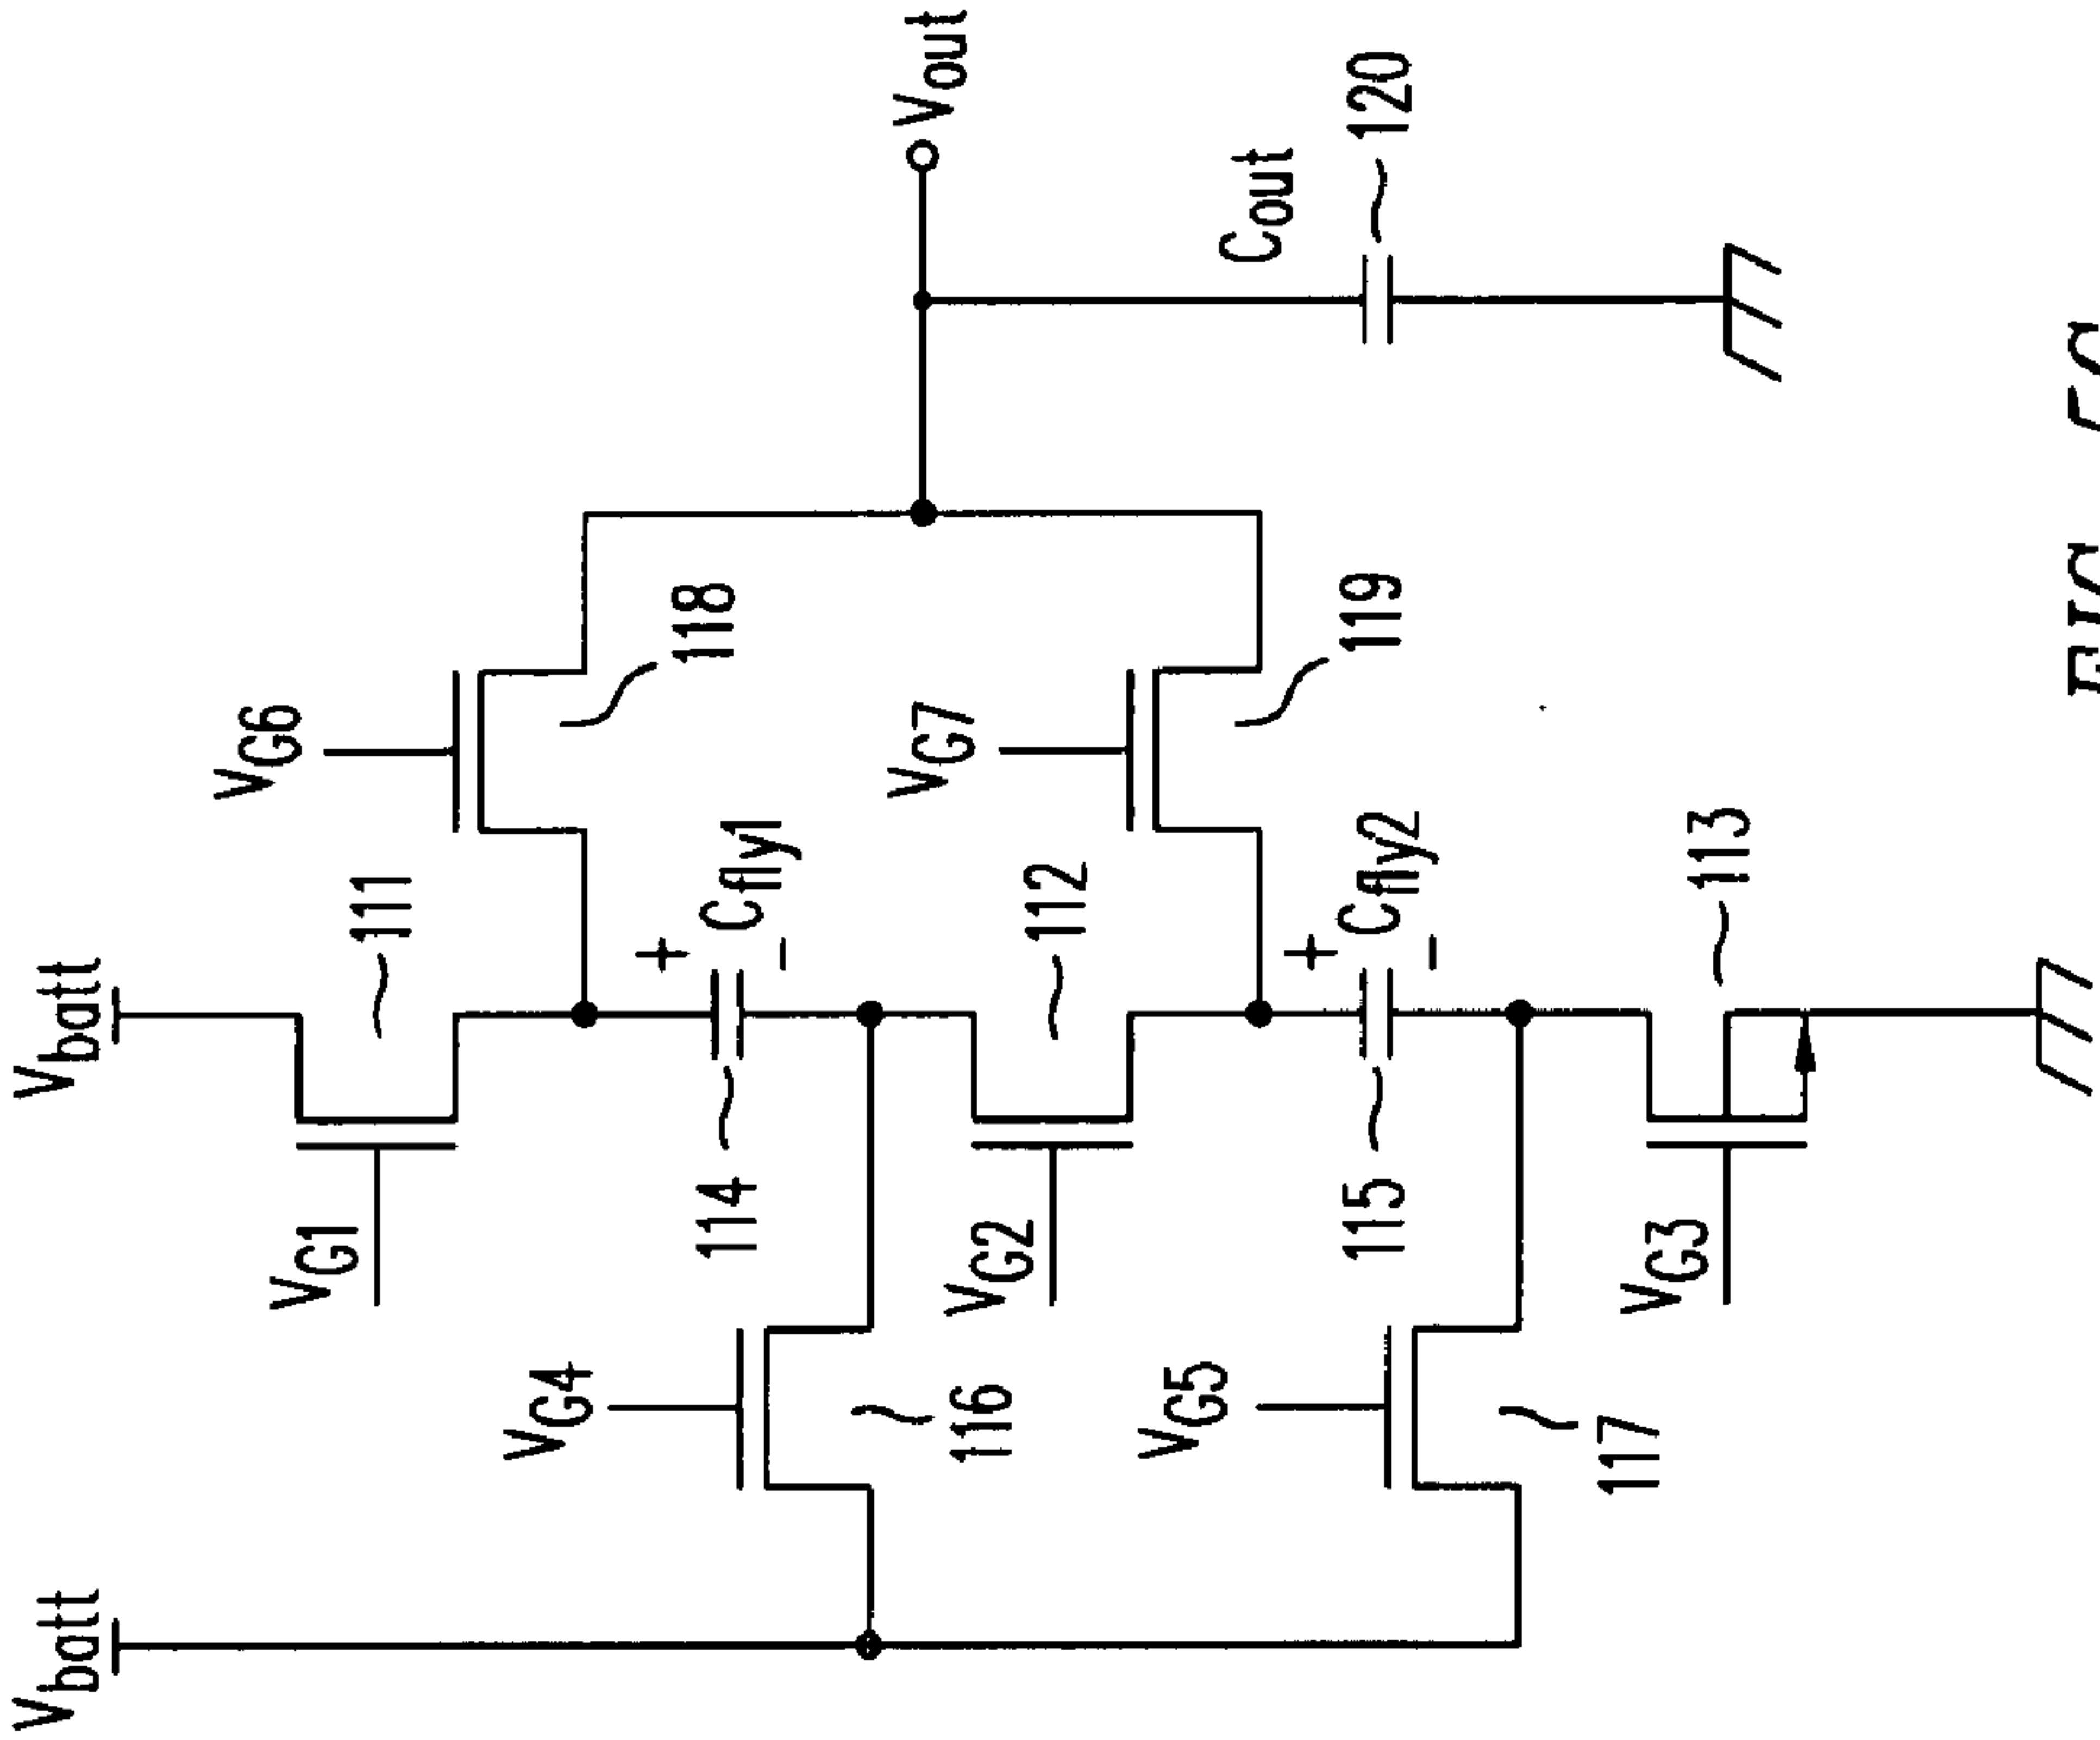 Vbatt
Vbatt
VG1
111
VG6
118
VG4
116
114
Cfly1
+
-
VG2
112
VG7
119
Vout
VG5
117
115
Cfly2
+
-
Cout
120
VG3
113